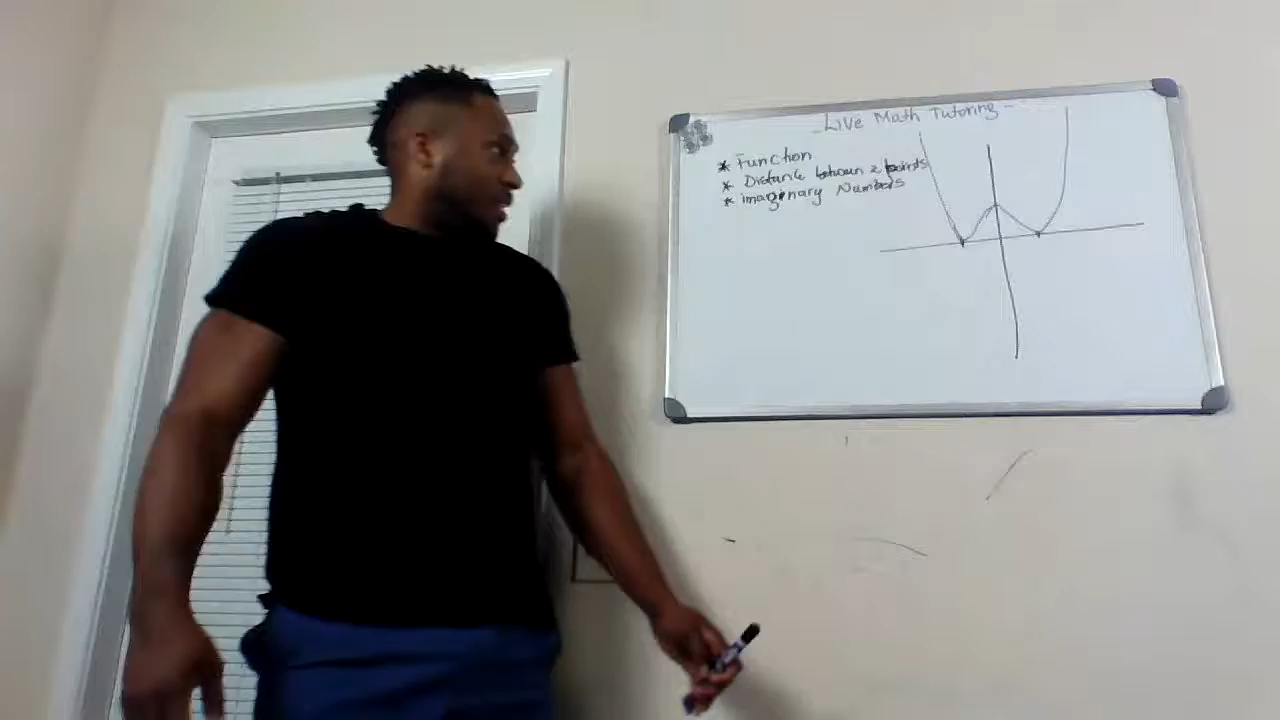 - Live Math Tutoring -
* Function
* Distance between 2 points
* Imaginary Numbers